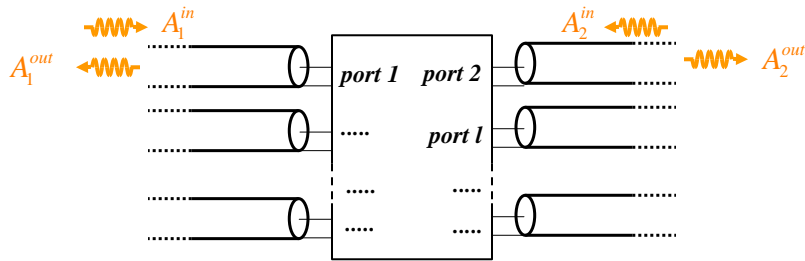 A_1^{in} A_2^{in}
A_1^{out} A_2^{out}
port 1 port 2
..... port l
..... .....
..... .....